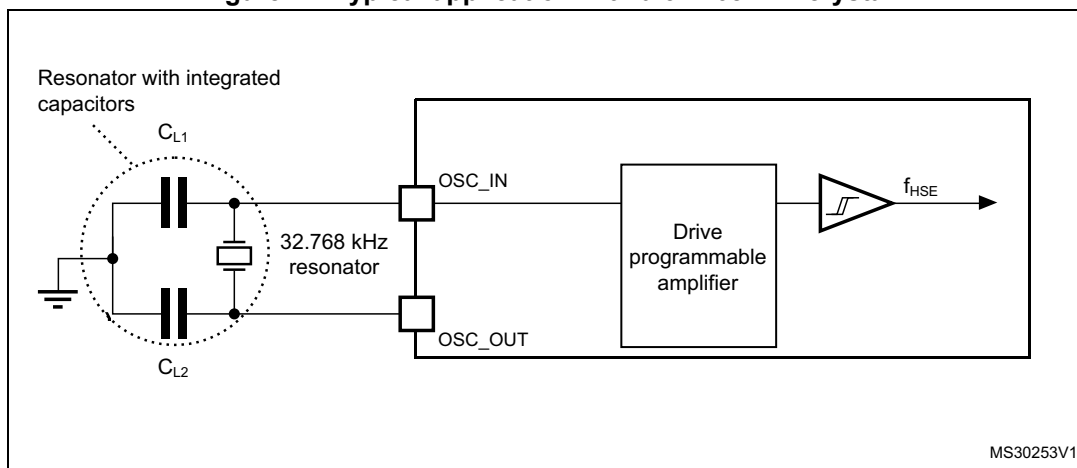 Resonator with integrated
capacitors
CL1
OSC_IN
fHSE
32.768 kHz
resonator
Drive
programmable
amplifier
OSC_OUT
CL2
MS30253V1